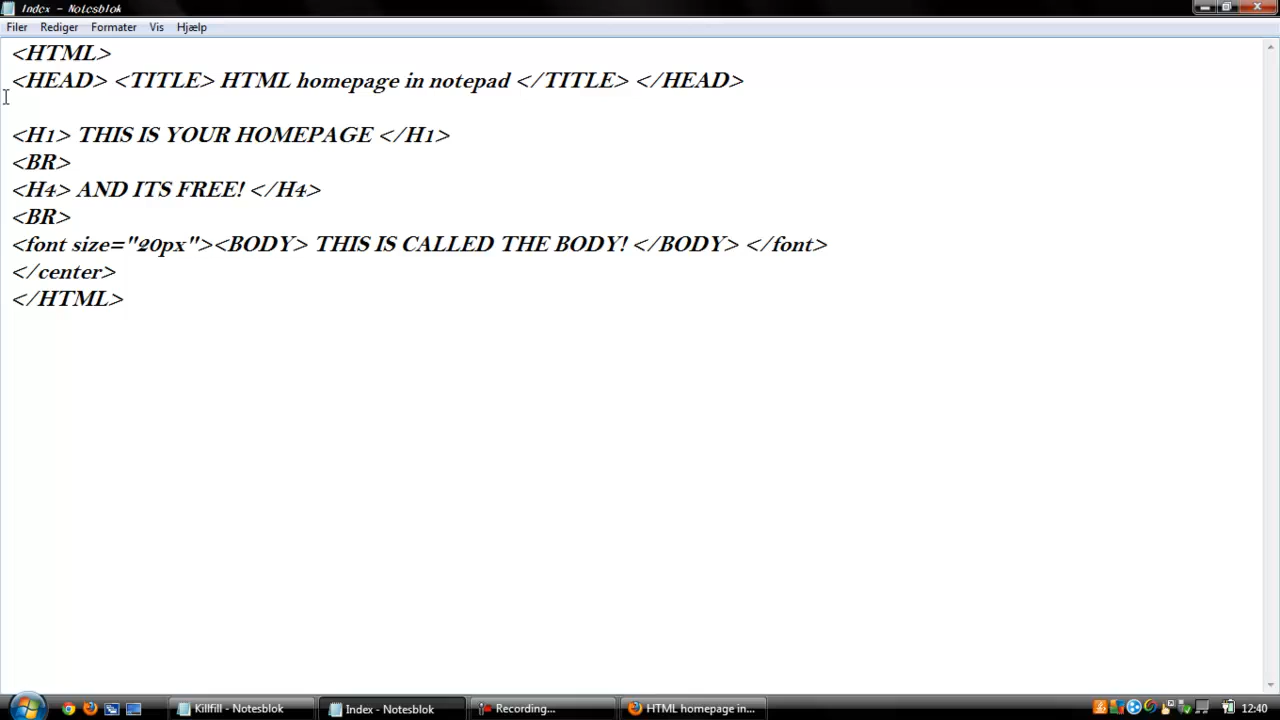 Index - Notesblok
Filer Rediger Formater Vis Hjælp
<HTML>
<HEAD> <TITLE> HTML homepage in notepad </TITLE> </HEAD>
<H1> THIS IS YOUR HOMEPAGE </H1>
<BR>
<H4> AND ITS FREE! </H4>
<BR>
<font size="20px"><BODY> THIS IS CALLED THE BODY! </BODY> </font>
</center>
</HTML>
Killfill - Notesblok Index - Notesblok Recording... HTML homepage in... 12:40